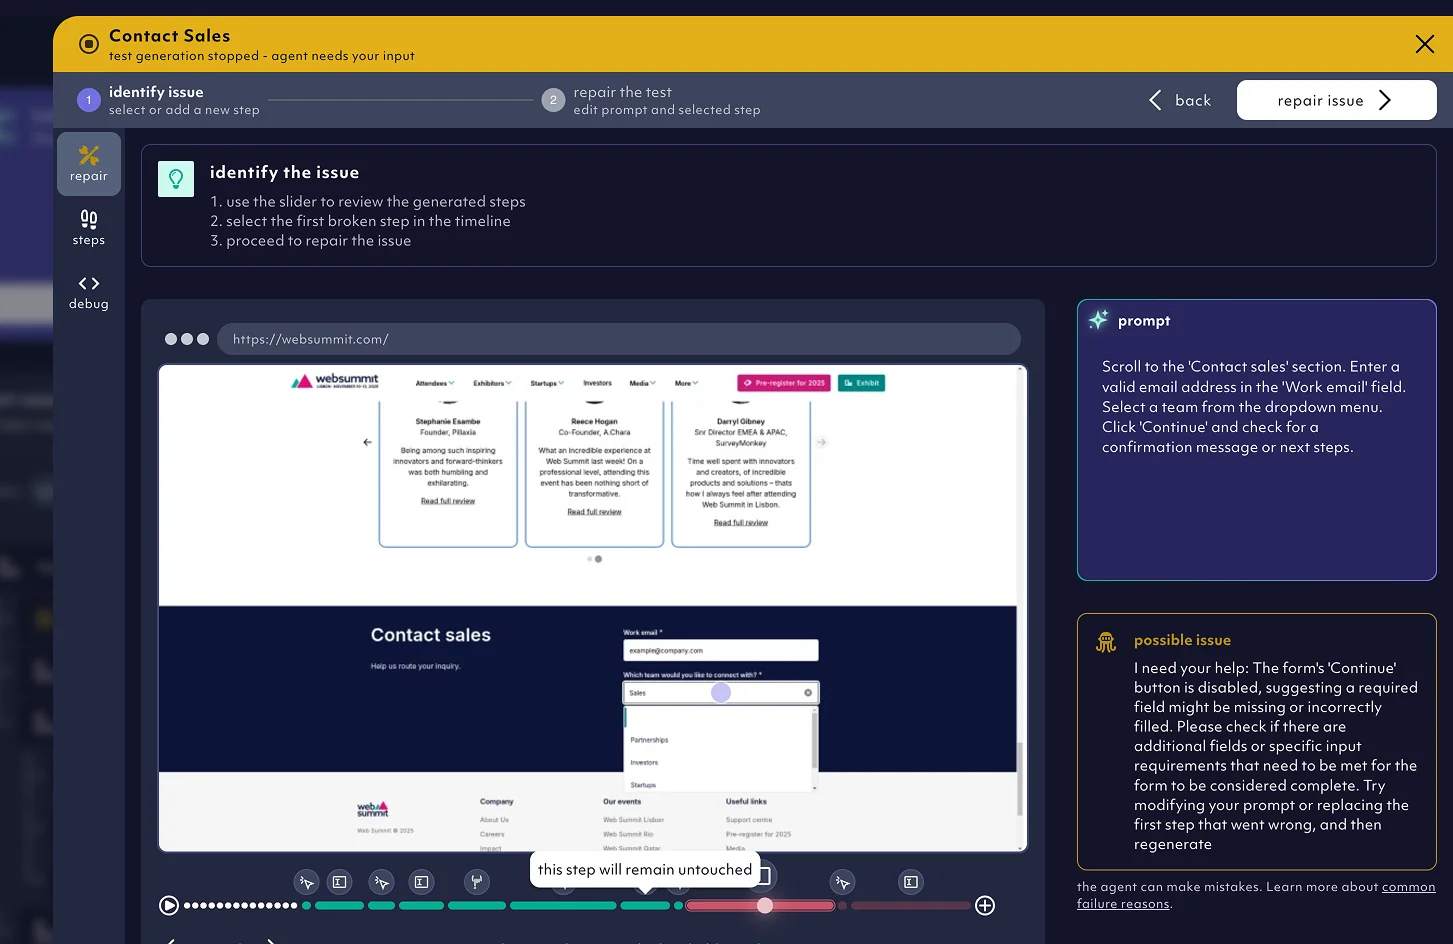 Contact Sales
test generation stopped - agent needs your input
1
identify issue
select or add a new step
2
repair the test
edit prompt and selected step
back
repair issue
repair
steps
debug
identify the issue
1. use the slider to review the generated steps
2. select the first broken step in the timeline
3. proceed to repair the issue
https://websummit.com/
websummit
LISBON · NOVEMBER 10-13, 2025
Attendees
Exhibitors
Startups
Investors
Media
More
Pre-register for 2025
Exhibit
Stephanie Esambe
Founder, Pillaxia
Being among such inspiring
innovators and forward-thinkers
was both humbling and
exhilarating.
Read full review
Reece Hogan
Co-Founder, A.Chara
What an incredible experience at
Web Summit last week! On a
professional level, attending this
event has been nothing short of
transformative.
Read full review
Darryl Gibney
Snr Director EMEA & APAC,
SurveyMonkey
Time well spent with innovators
and creators, of incredible
products and solutions – thats
how I always feel after attending
Web Summit in Lisbon.
Read full review
Contact sales
Help us route your inquiry.
Work email *
example@company.com
Which team would you like to connect with? *
Sales
Partnerships
Investors
Startups
web
summit
Web Summit © 2025
Company
About Us
Careers
Impact
Our events
Web Summit Lisbon
Web Summit Rio
Web Summit Qatar
Useful links
Support centre
Pre-register for 2025
Media
this step will remain untouched
prompt
Scroll to the 'Contact sales' section. Enter a
valid email address in the 'Work email' field.
Select a team from the dropdown menu.
Click 'Continue' and check for a
confirmation message or next steps.
possible issue
I need your help: The form's 'Continue'
button is disabled, suggesting a required
field might be missing or incorrectly
filled. Please check if there are
additional fields or specific input
requirements that need to be met for the
form to be considered complete. Try
modifying your prompt or replacing the
first step that went wrong, and then
regenerate
the agent can make mistakes. Learn more about common
failure reasons.